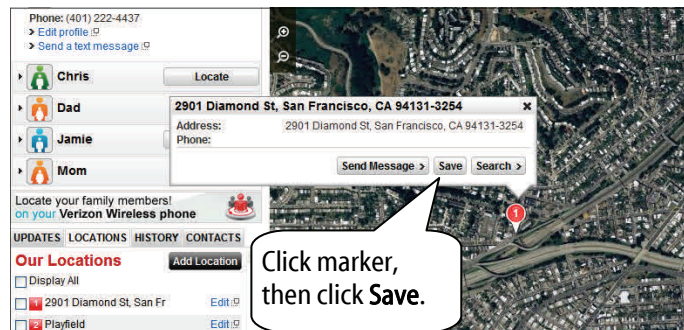 Phone: (401) 222-4437
> Edit profile
> Send a text message
Chris
Locate
Dad
Jamie
Mom
2901 Diamond St, San Francisco, CA 94131-3254
Address: 2901 Diamond St, San Francisco, CA 94131-3254
Phone:
Send Message > Save Search >
Locate your family members!
on your Verizon Wireless phone
UPDATES LOCATIONS HISTORY CONTACTS
Our Locations Add Location
Display All
1 2901 Diamond St, San Fr Edit
2 Playfield Edit
1
Click marker,
then click Save.